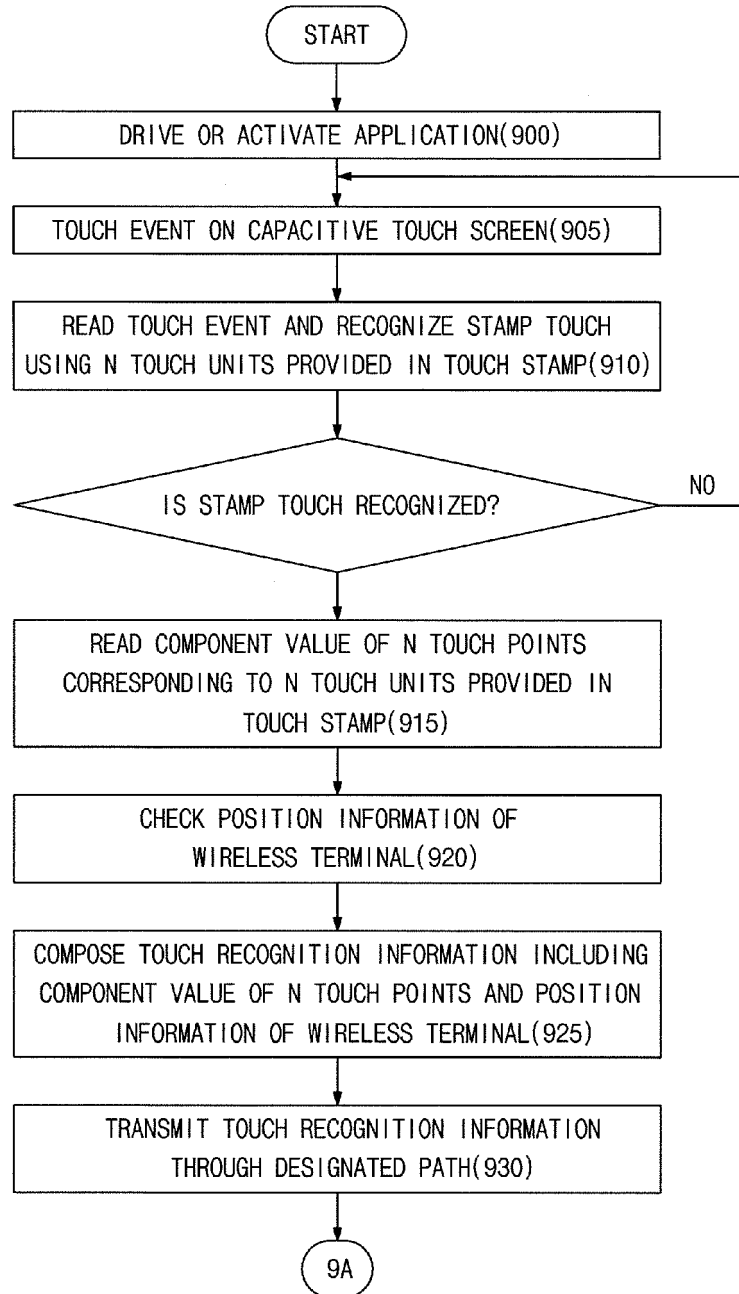 START
DRIVE OR ACTIVATE APPLICATION(900)
TOUCH EVENT ON CAPACITIVE TOUCH SCREEN(905)
READ TOUCH EVENT AND RECOGNIZE STAMP TOUCH
USING N TOUCH UNITS PROVIDED IN TOUCH STAMP(910)
IS STAMP TOUCH RECOGNIZED?
NO
READ COMPONENT VALUE OF N TOUCH POINTS
CORRESPONDING TO N TOUCH UNITS PROVIDED IN
TOUCH STAMP(915)
CHECK POSITION INFORMATION OF
WIRELESS TERMINAL(920)
COMPOSE TOUCH RECOGNITION INFORMATION INCLUDING
COMPONENT VALUE OF N TOUCH POINTS AND POSITION
INFORMATION OF WIRELESS TERMINAL(925)
TRANSMIT TOUCH RECOGNITION INFORMATION
THROUGH DESIGNATED PATH(930)
9A